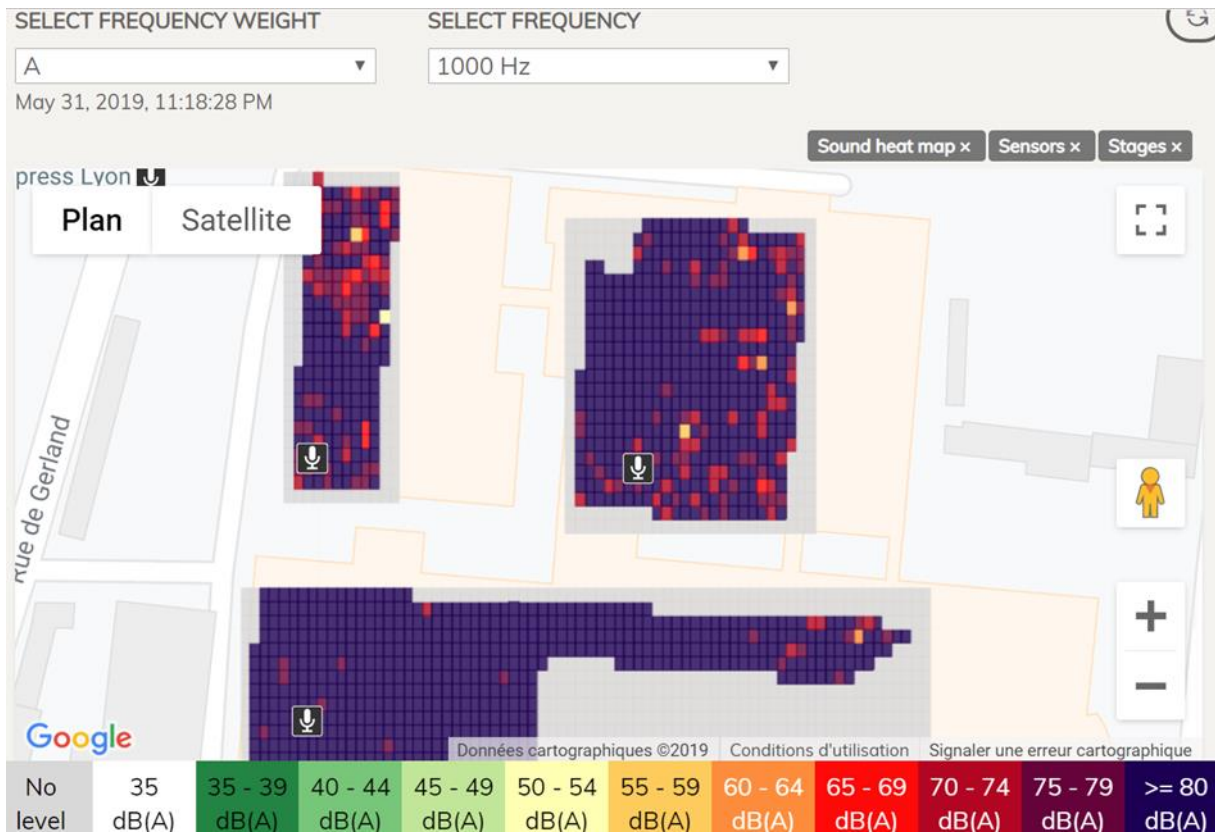 SELECT FREQUENCY WEIGHT SELECT FREQUENCY
A 1000 Hz
May 31, 2019, 11:18:28 PM
Sound heat map × Sensors × Stages ×
press Lyon
Plan Satellite
Rue de Gerland
Google
Données cartographiques ©2019 Conditions d'utilisation Signaler une erreur cartographique
No 35 35 - 39 40 - 44 45 - 49 50 - 54 55 - 59 60 - 64 65 - 69 70 - 74 75 - 79 >= 80
level dB(A) dB(A) dB(A) dB(A) dB(A) dB(A) dB(A) dB(A) dB(A) dB(A) dB(A)